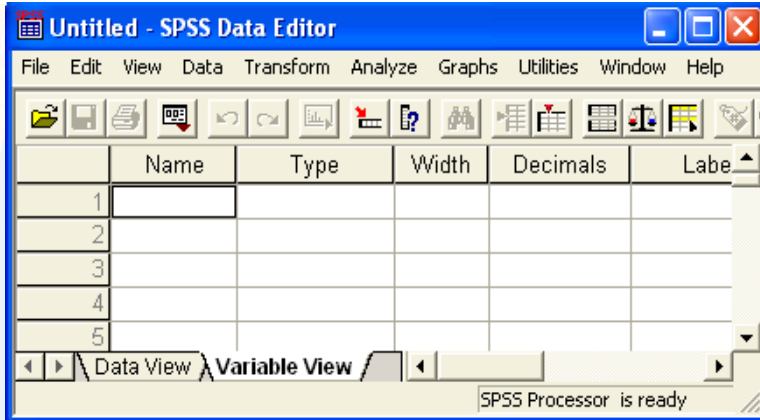 Untitled - SPSS Data Editor
File Edit View Data Transform Analyze Graphs Utilities Window Help
Name Type Width Decimals Labe
1
2
3
4
5
Data View Variable View
SPSS Processor is ready